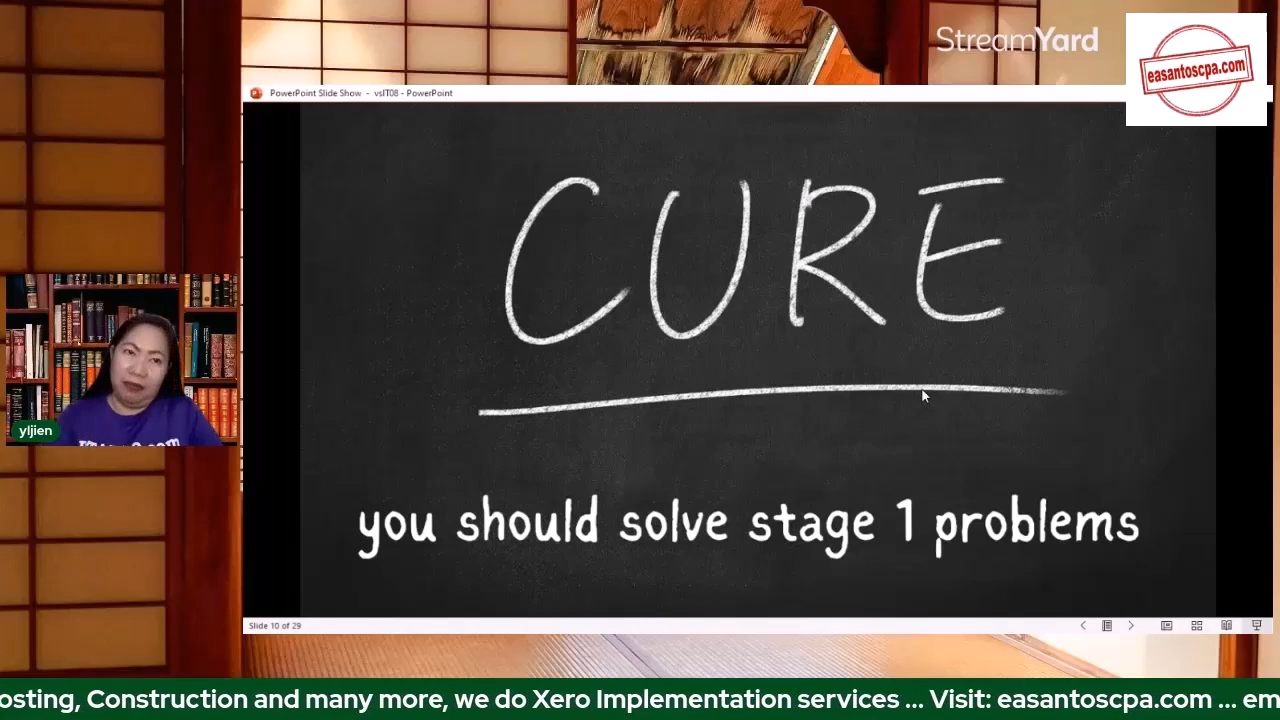 StreamYard
easantoscpa.com
PowerPoint Slide Show - vsIT08 - PowerPoint
CURE
you should solve stage 1 problems
yljien
Slide 10 of 29
osting, Construction and many more, we do Xero Implementation services ... Visit: easantoscpa.com ... em